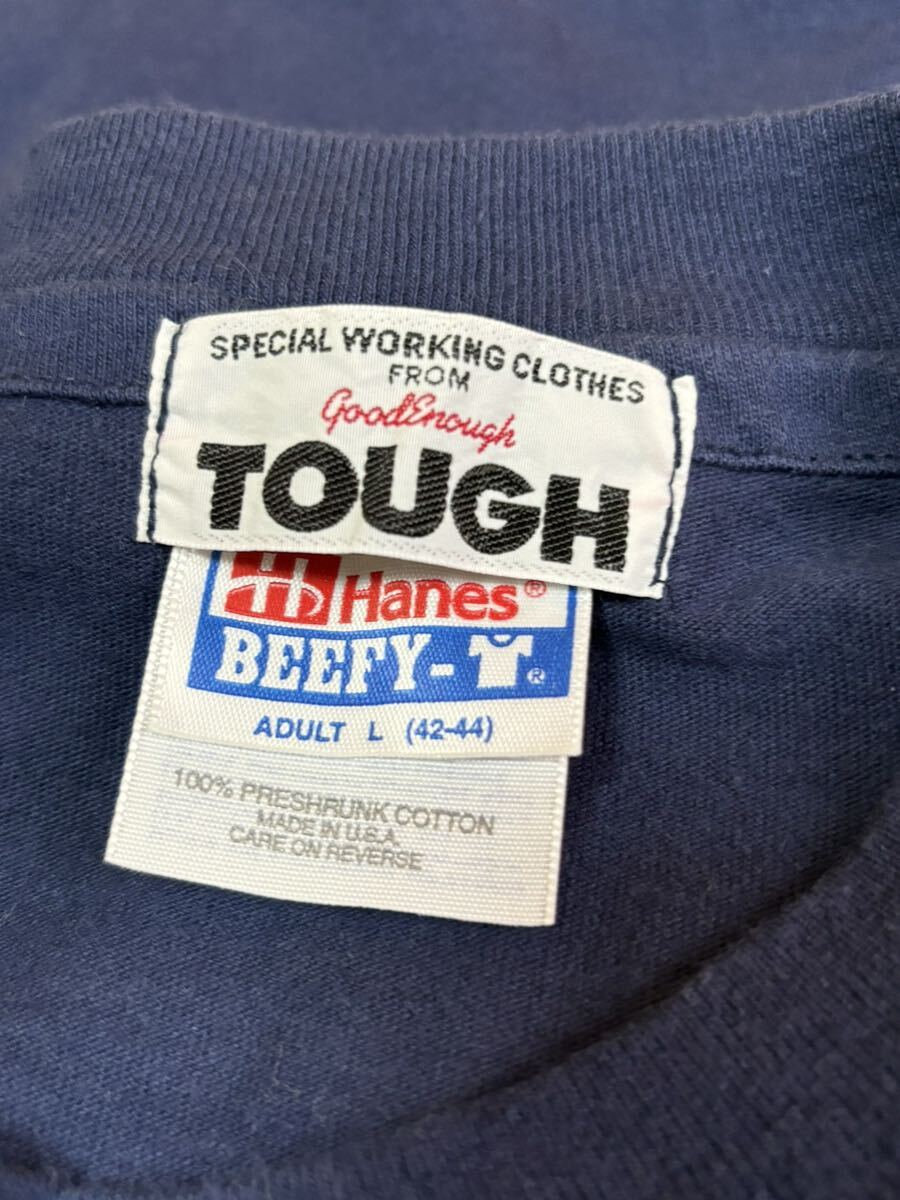 SPECIAL WORKING CLOTHES
FROM
GoodEnough
TOUGH
Hanes®
BEEFY-T®
ADULT L (42-44)
100% PRESHRUNK COTTON
MADE IN U.S.A.
CARE ON REVERSE